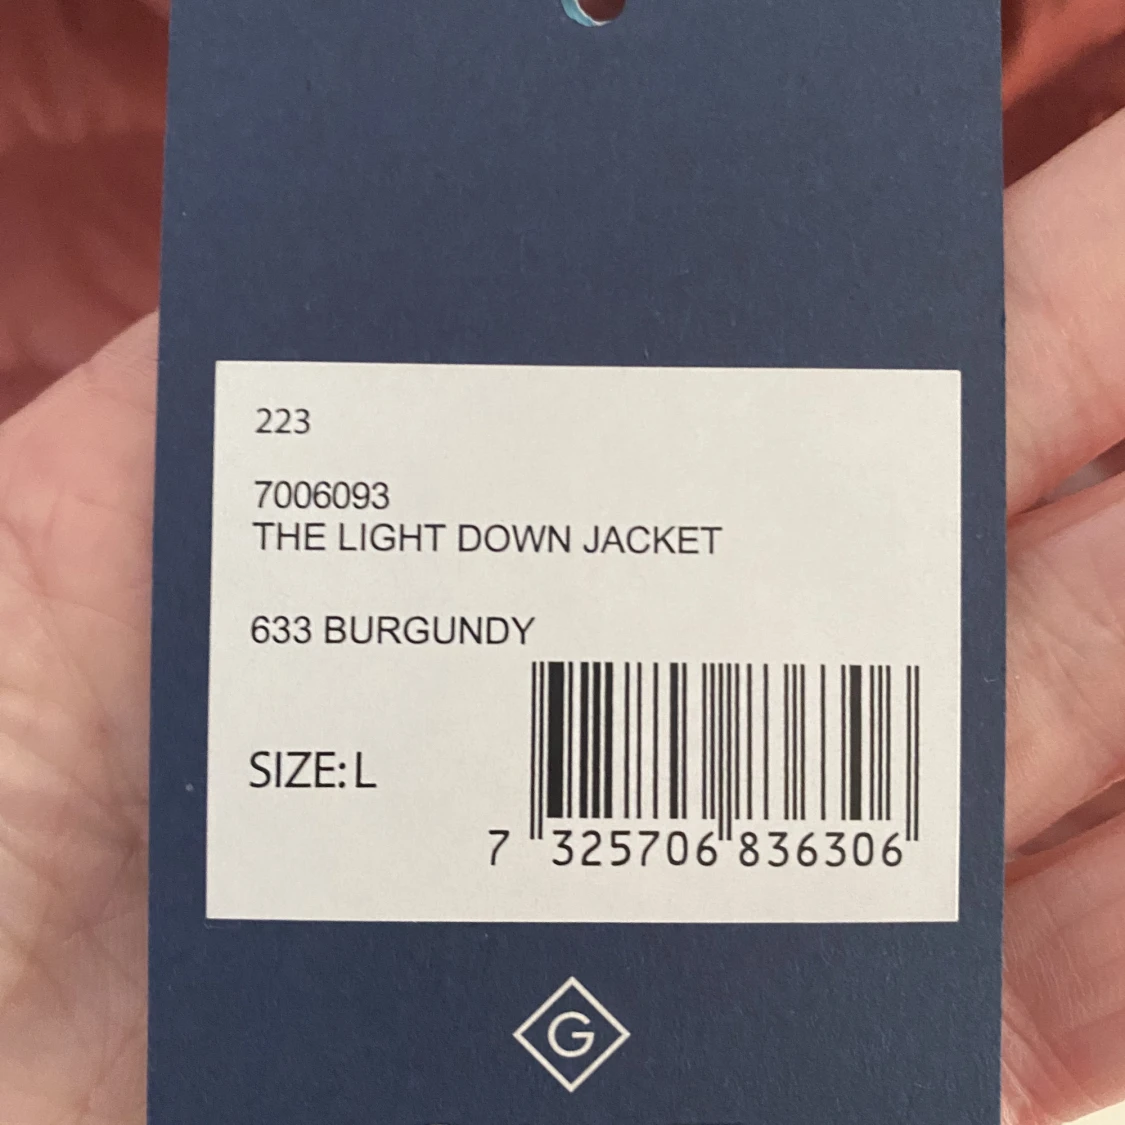 223
7006093
THE LIGHT DOWN JACKET
633 BURGUNDY
SIZE: L
7 325706 836306
G